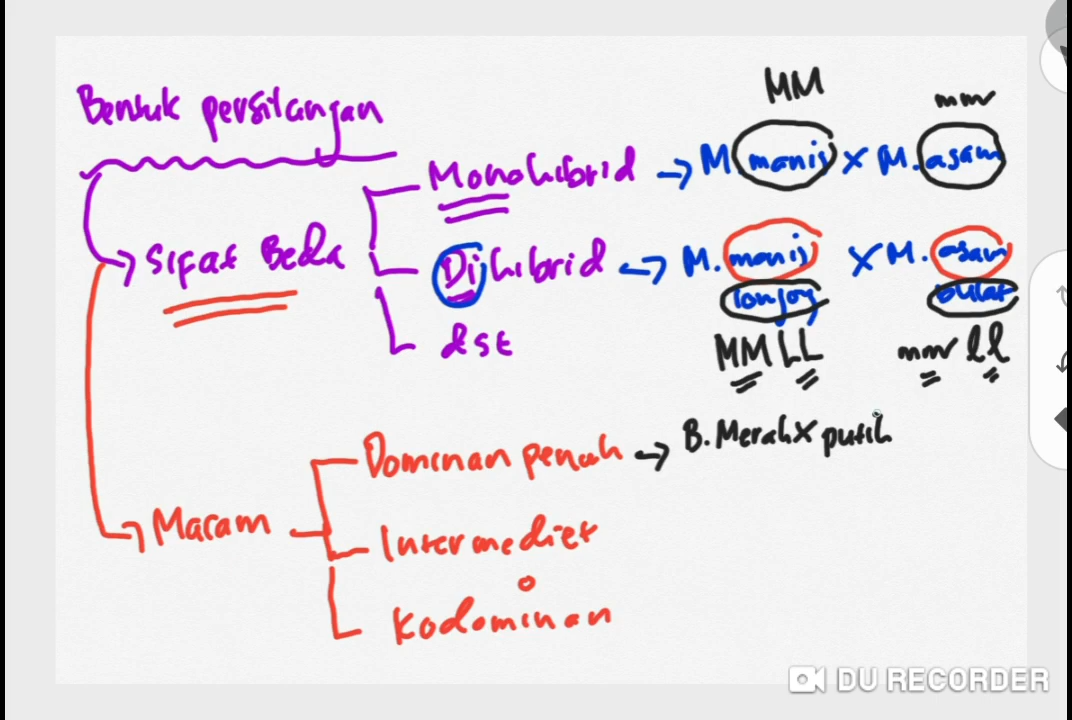 Bentuk persilangan
MM
mm
Monohibrid → M. manis x M. asam
→ Sifat Beda
Dihibrid → M. manis x M. asam
lonjog bulat
dst
MM LL mm ll
Dominan penuh → B. Merah x putih
→ Macam
Intermediet
Kodominan
DU RECORDER